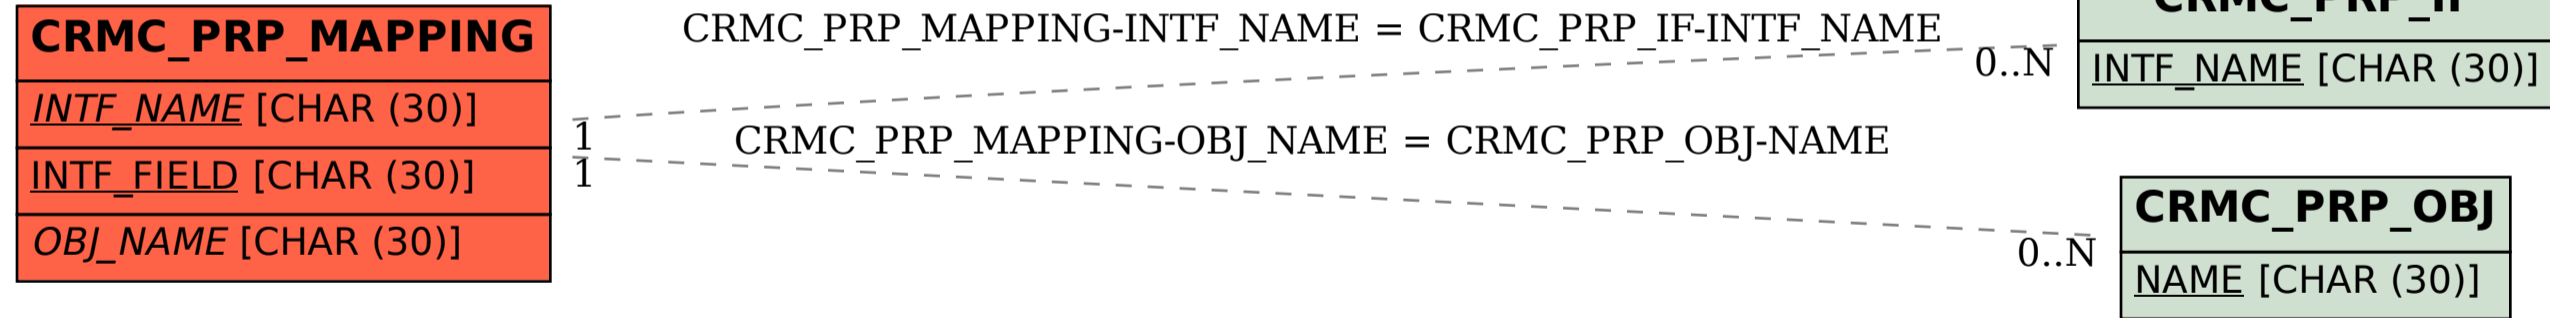 CRMC_PRP_MAPPING
INTF_NAME [CHAR (30)]
INTF_FIELD [CHAR (30)]
OBJ_NAME [CHAR (30)]
CRMC_PRP_MAPPING-INTF_NAME = CRMC_PRP_IF-INTF_NAME
0..N
1
CRMC_PRP_MAPPING-OBJ_NAME = CRMC_PRP_OBJ-NAME
1
0..N
CRMC_PRP_IF
INTF_NAME [CHAR (30)]
CRMC_PRP_OBJ
NAME [CHAR (30)]